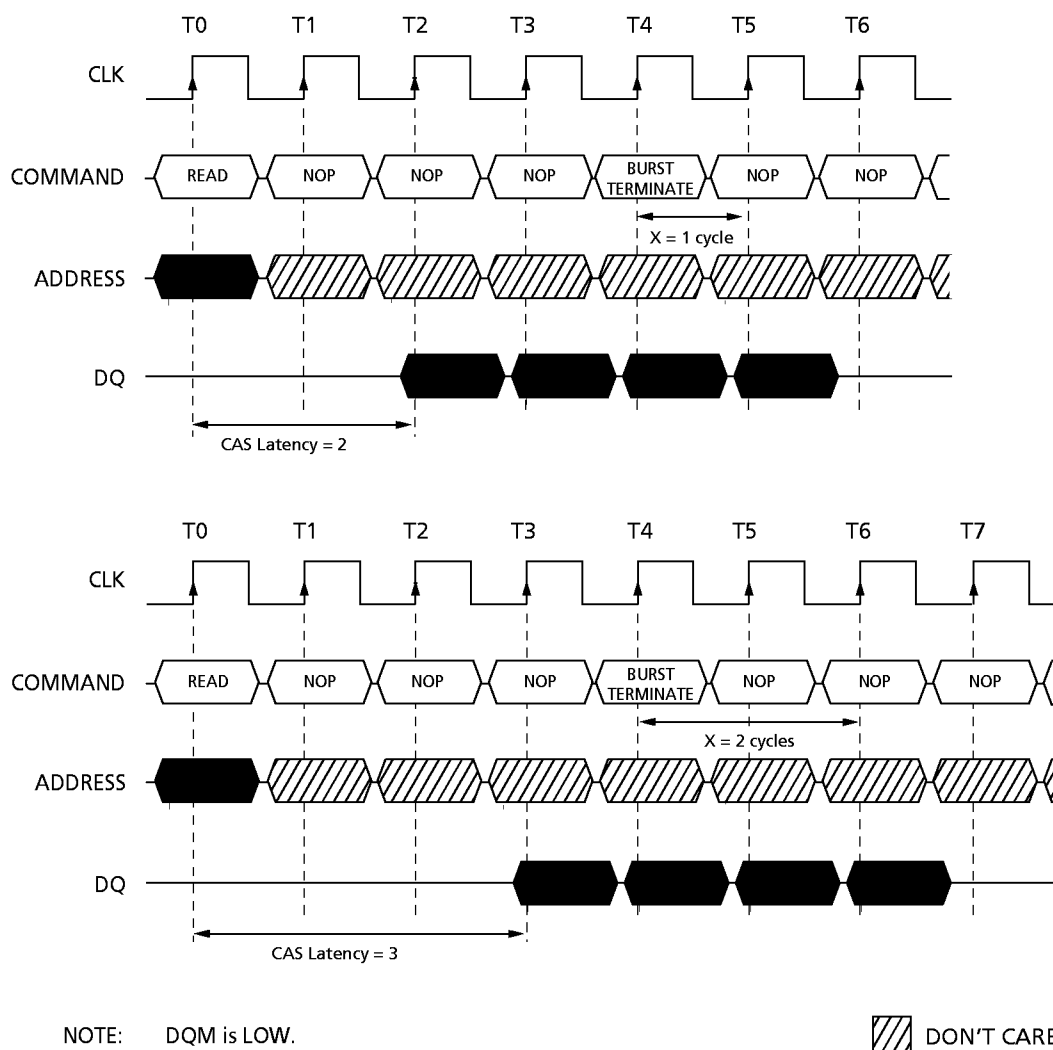 T0 T1 T2 T3 T4 T5 T6
CLK
COMMAND READ NOP NOP NOP BURST TERMINATE NOP NOP
X = 1 cycle
ADDRESS
DQ
CAS Latency = 2
T0 T1 T2 T3 T4 T5 T6 T7
CLK
COMMAND READ NOP NOP NOP BURST TERMINATE NOP NOP NOP
X = 2 cycles
ADDRESS
DQ
CAS Latency = 3
NOTE: DQM is LOW. DON'T CARE